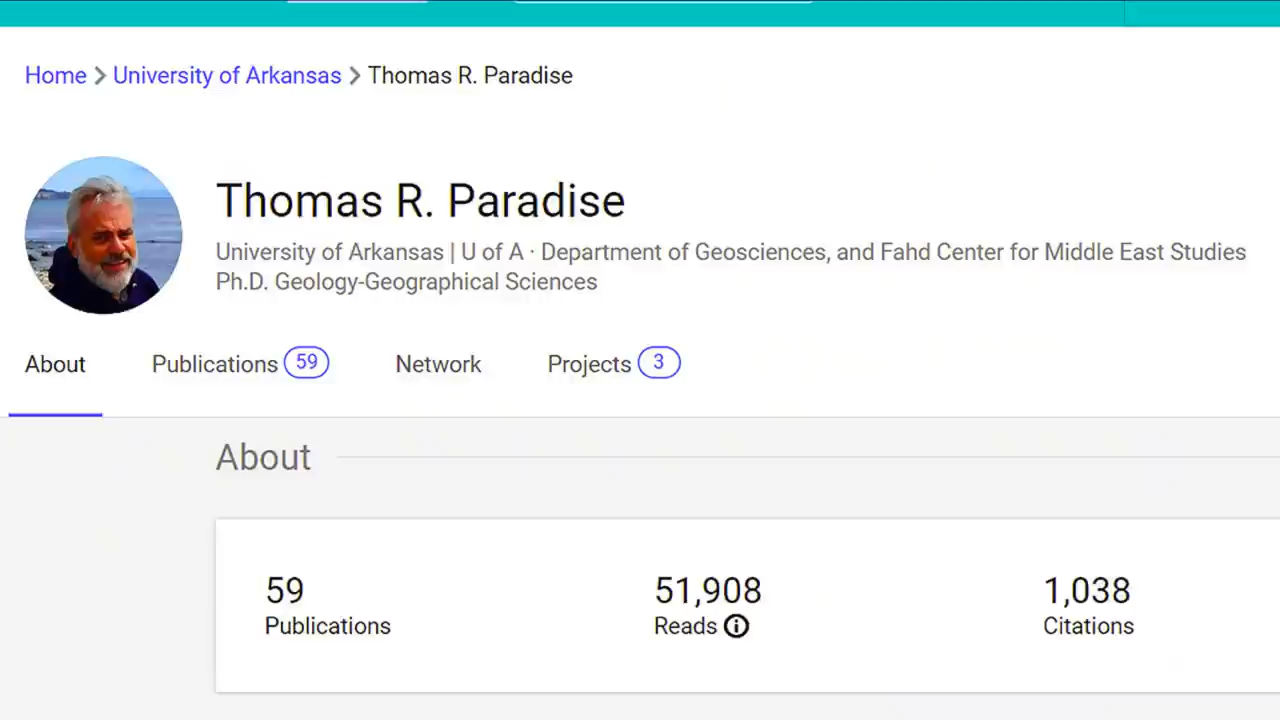 Home > University of Arkansas > Thomas R. Paradise
Thomas R. Paradise
University of Arkansas | U of A · Department of Geosciences, and Fahd Center for Middle East Studies
Ph.D. Geology-Geographical Sciences
About Publications 59 Network Projects 3
About
59 51,908 1,038
Publications Reads Citations